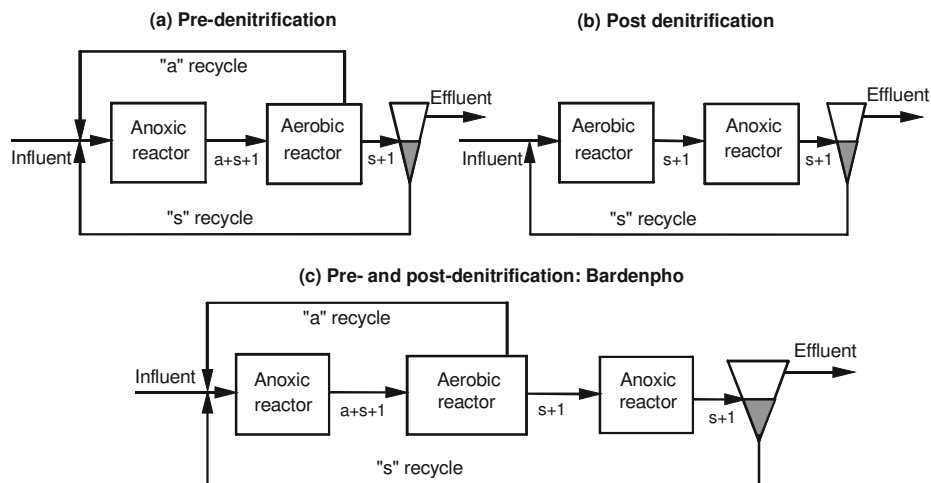 (a) Pre-denitrification
"a" recycle
Effluent
Anoxic
reactor
Aerobic
reactor
Influent
a+s+1
s+1
"s" recycle
(b) Post denitrification
Effluent
Aerobic
reactor
Anoxic
reactor
Influent
s+1
s+1
"s" recycle
(c) Pre- and post-denitrification: Bardenpho
"a" recycle
Effluent
Influent
Anoxic
reactor
Aerobic
reactor
Anoxic
reactor
a+s+1
s+1
s+1
"s" recycle